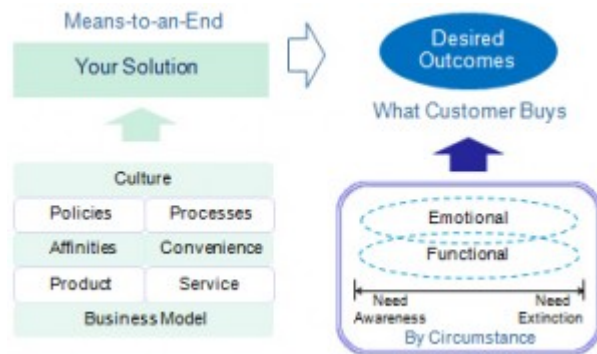 Means-to-an-End
Your Solution
Desired
Outcomes
What Customer Buys
Culture
Policies
Processes
Affinities
Convenience
Product
Service
Business Model
Emotional
Functional
Need
Awareness
Need
Extinction
By Circumstance